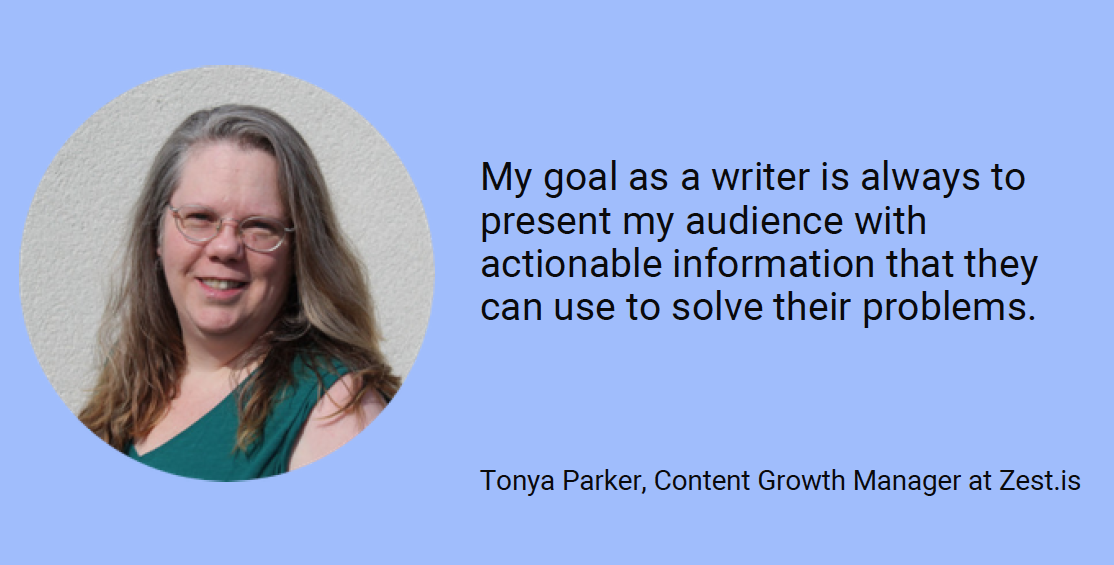 My goal as a writer is always to
present my audience with
actionable information that they
can use to solve their problems.
Tonya Parker, Content Growth Manager at Zest.is